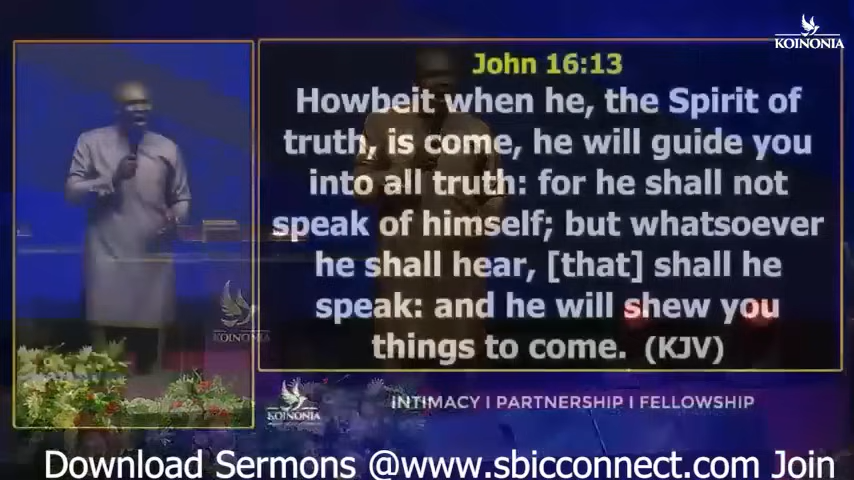 KOINONIA
John 16:13
Howbeit when he, the Spirit of
truth, is come, he will guide you
into all truth: for he shall not
speak of himself; but whatsoever
he shall hear, [that] shall he
speak: and he will shew you
things to come. (KJV)
KOINONIA
KOINONIA
INTIMACY I PARTNERSHIP I FELLOWSHIP
Download Sermons @www.sbicconnect.com Join